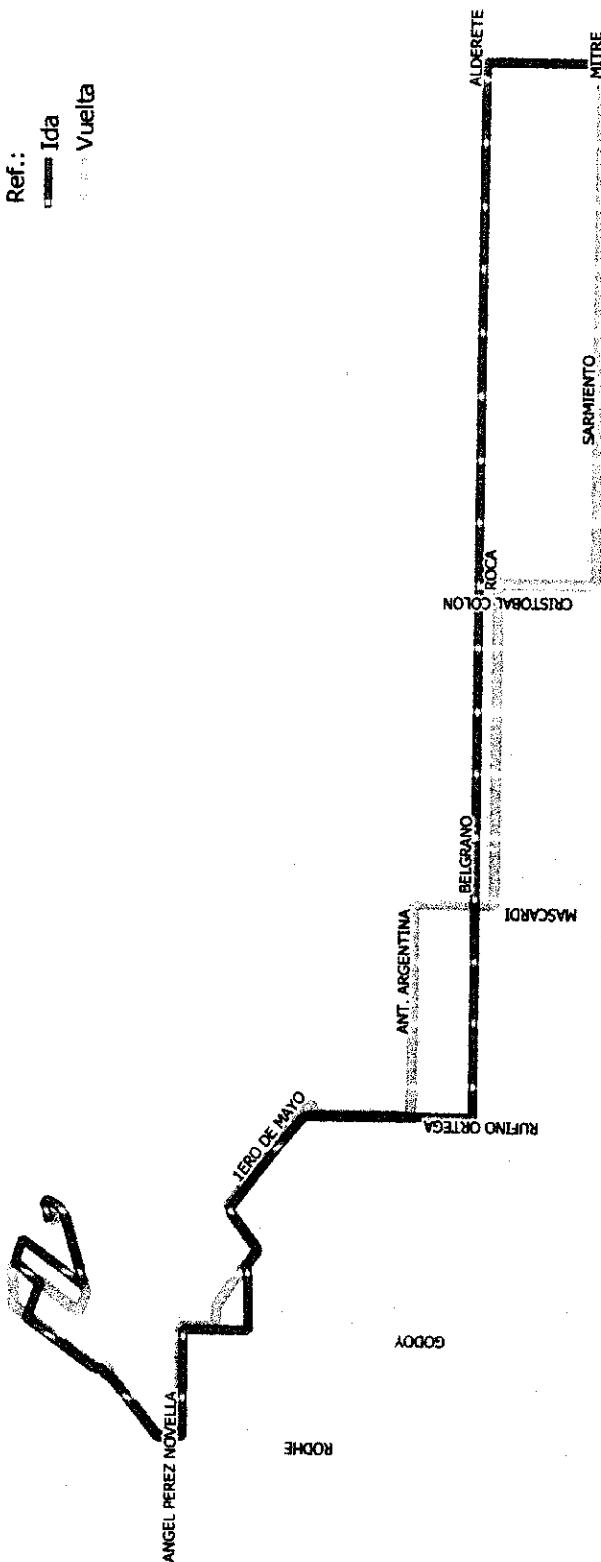 Ref.:
Ida
Vuelta
ALDERETE
MITRE
SARMIENTO
ROCA
CRISTOBAL COLON
BELGRANO
MASCARDI
ANT. ARGENTINA
RUFINO ORTEGA
1ERO DE MAYO
GODOY
ANGEL PEREZ NOVELLA
RODHE